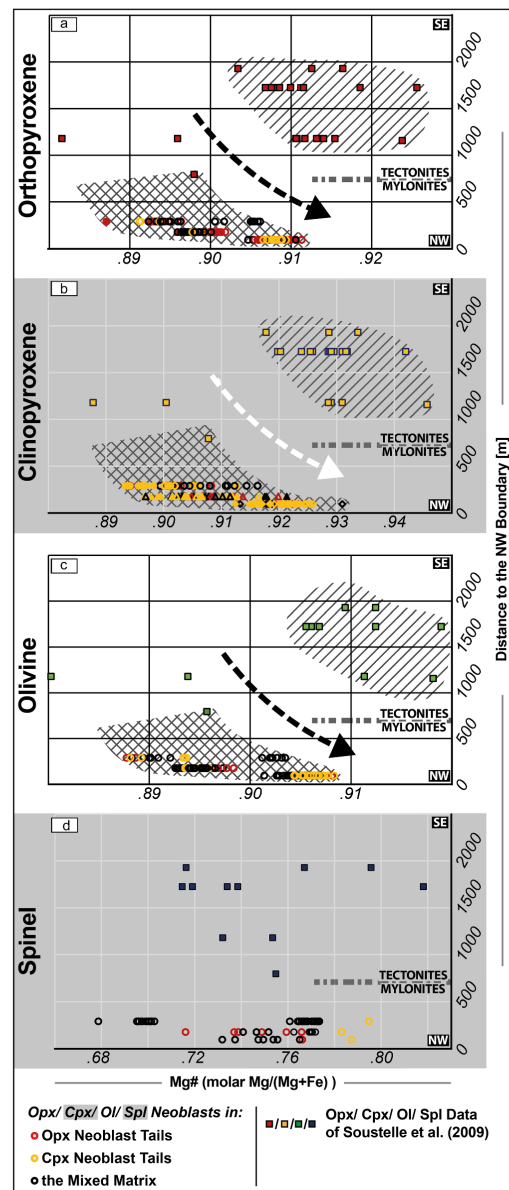 a
SE
Orthopyroxene
2000
1500
1000
TECTONITES
MYLONITES
500
0
NW
.89
.90
.91
.92
b
SE
Clinopyroxene
2000
1500
1000
TECTONITES
MYLONITES
500
0
NW
.89
.90
.91
.92
.93
.94
Distance to the NW Boundary [m]
c
SE
Olivine
2000
1500
1000
TECTONITES
MYLONITES
500
0
NW
.89
.90
.91
d
SE
Spinel
2000
1500
1000
TECTONITES
MYLONITES
500
0
NW
.68
.72
.76
.80
Mg# (molar Mg/(Mg+Fe) )
Opx/ Cpx/ Ol/ Spl Neoblasts in:
Opx Neoblast Tails
Cpx Neoblast Tails
the Mixed Matrix
/ / / Opx/ Cpx/ Ol/ Spl Data
of Soustelle et al. (2009)